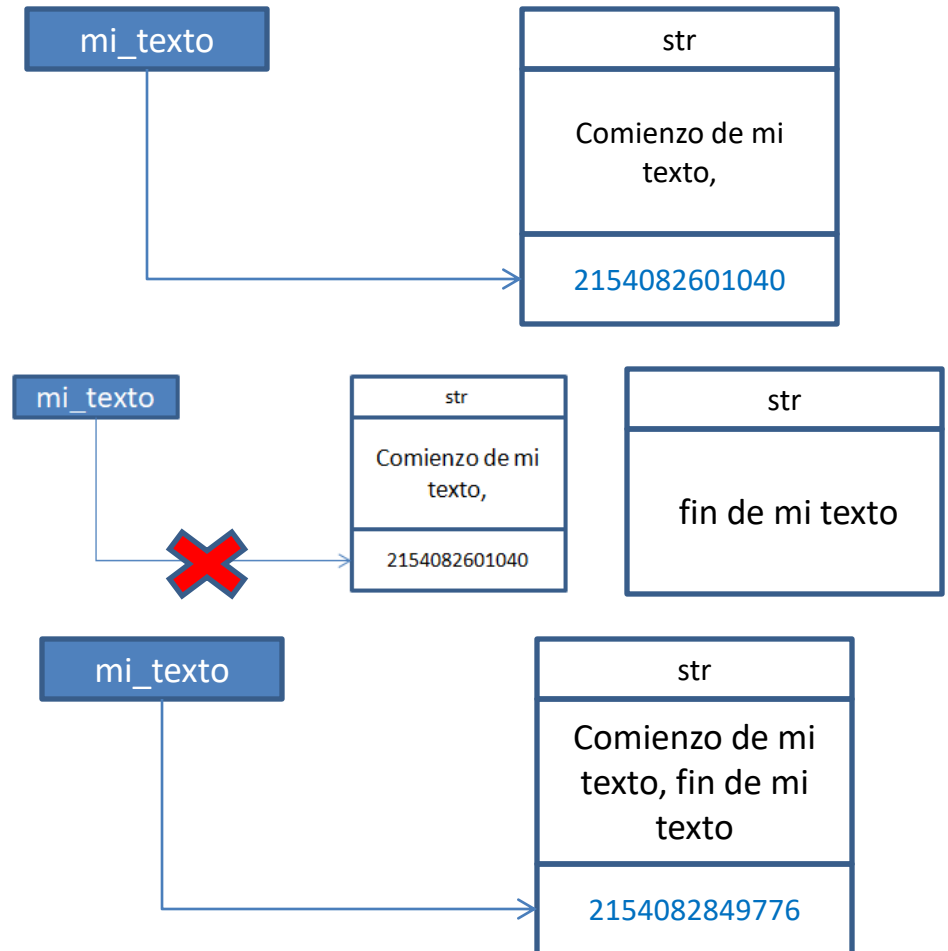 mi_texto
str
Comienzo de mi
texto,
2154082601040
mi_texto
str
Comienzo de mi
texto,
2154082601040
str
fin de mi texto
mi_texto
str
Comienzo de mi
texto, fin de mi
texto
2154082849776